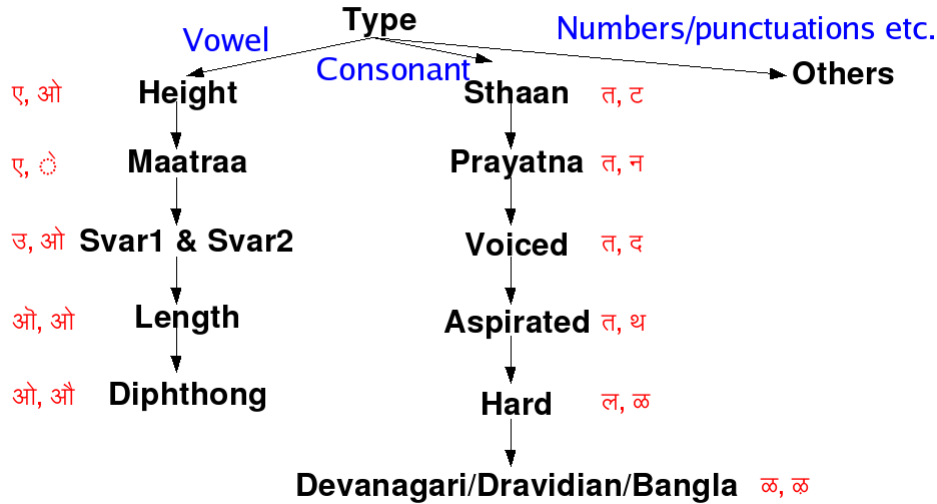 Type
Vowel
Consonant
Numbers/punctuations etc.
Others
ए, ओ Height Sthaan त, ट
ए, े Maatraa Prayatna त, न
उ, ओ Svar1 & Svar2 Voiced त, द
ऒ, ओ Length Aspirated त, थ
ओ, औ Diphthong
Hard ल, ळ
Devanagari/Dravidian/Bangla ळ, ऴ